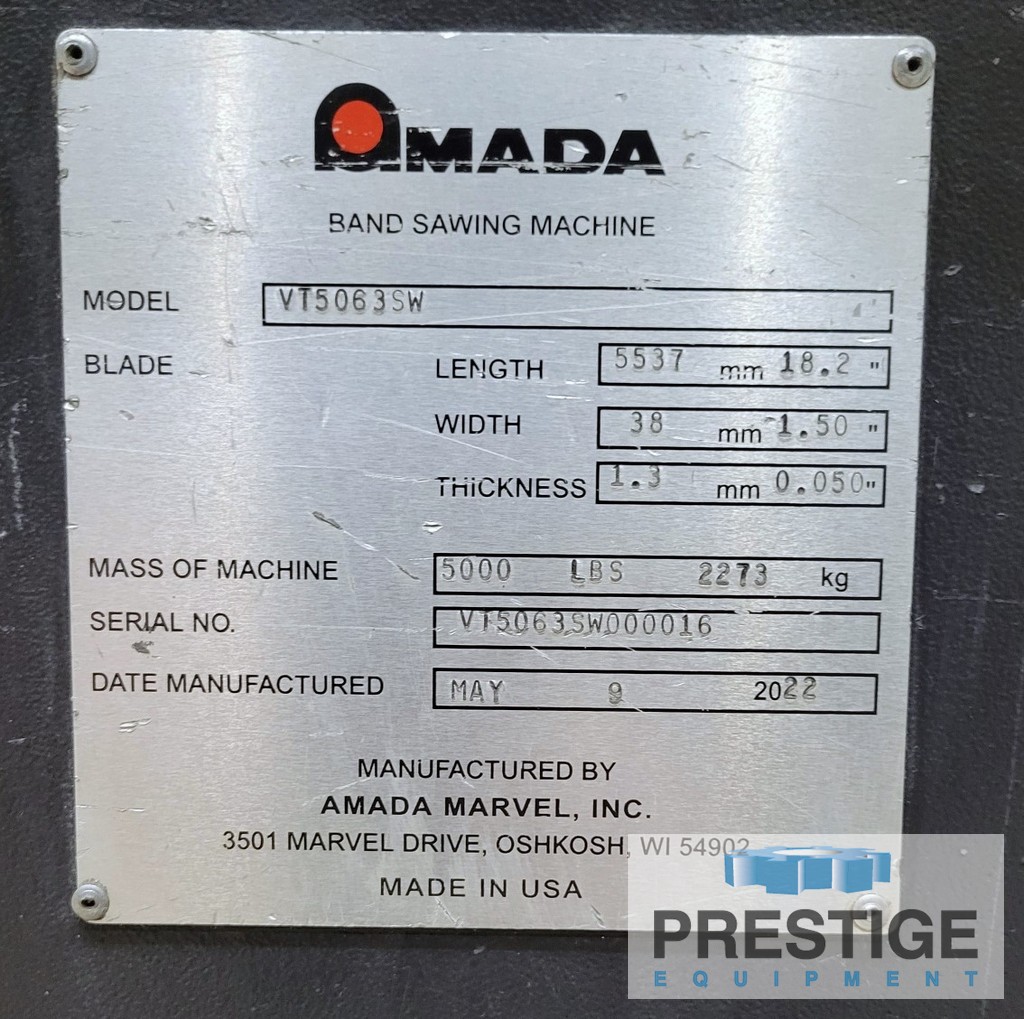 AMADA
BAND SAWING MACHINE
MODEL VT5063SW
BLADE LENGTH 5537 mm 18.2 "
WIDTH 38 mm 1.50 "
THICKNESS 1.3 mm 0.050"
MASS OF MACHINE 5000 LBS 2273 kg
SERIAL NO. VT5063SW000016
DATE MANUFACTURED MAY 9 2022
MANUFACTURED BY
AMADA MARVEL, INC.
3501 MARVEL DRIVE, OSHKOSH, WI 54902
MADE IN USA
PRESTIGE
EQUIPMENT